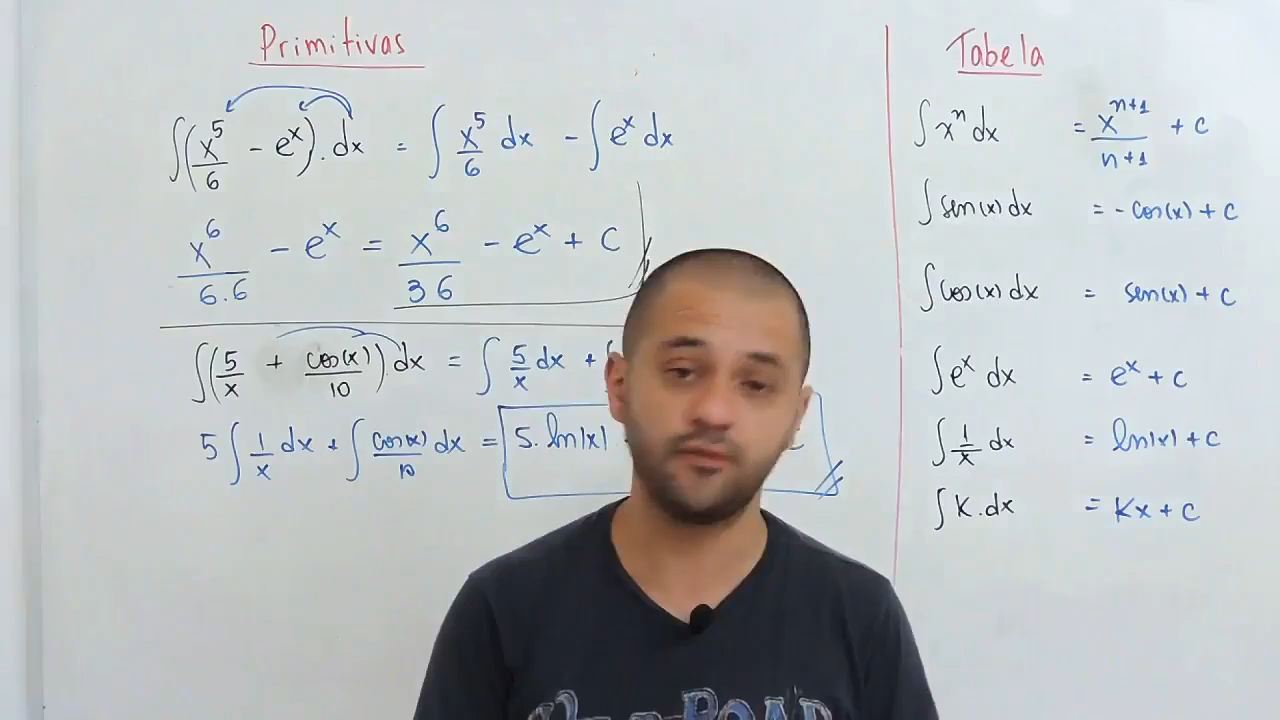 Primitivas
∫(x⁵/6 - eˣ).dx = ∫ x⁵/6 dx - ∫ eˣ dx
x⁶/6.6 - eˣ = x⁶/36 - eˣ + C
∫(5/x + cos(x)/10) dx = ∫ 5/x dx +
5 ∫ 1/x dx + ∫ cos(x)/10 dx = 5. ln|x|
Tabela
∫ xⁿ dx = xⁿ⁺¹/n+1 + C
∫ sen(x) dx = - cos(x) + C
∫ cos(x) dx = sen(x) + C
∫ eˣ dx = eˣ + C
∫ 1/x dx = ln|x| + C
∫ K.dx = Kx + C